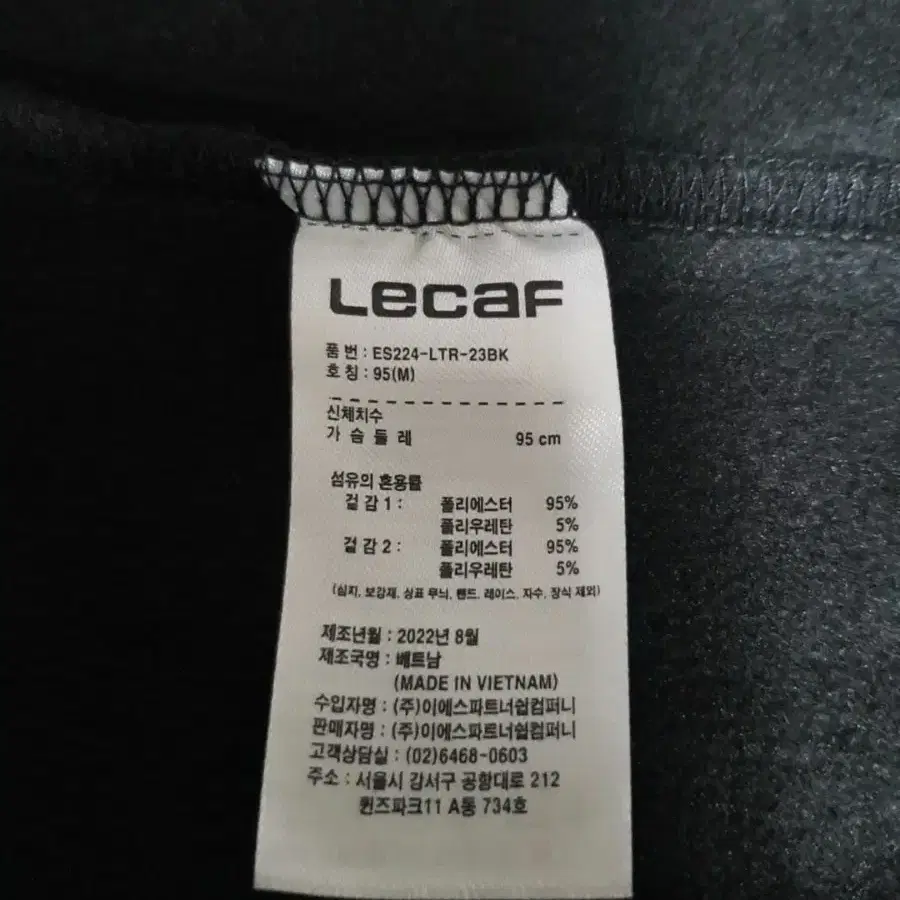 Lecaf
품 번 : ES224-LTR-23BK
호 칭 : 95(M)
신체치수
가 슴 둘 레 95 cm
섬유의 혼용률
겉 감 1 : 폴리에스터 95%
폴리우레탄 5%
겉 감 2 : 폴리에스터 95%
폴리우레탄 5%
(심지, 보강재, 상표 무늬, 밴드, 레이스, 자수, 장식 제외)
제조년월 : 2022년 8월
제조국명 : 베트남
(MADE IN VIETNAM)
수입자명 : (주)이에스파트너쉽컴퍼니
판매자명 : (주)이에스파트너쉽컴퍼니
고객상담실 : (02)6468-0603
주소 : 서울시 강서구 공항대로 212
퀸즈파크11 A동 734호